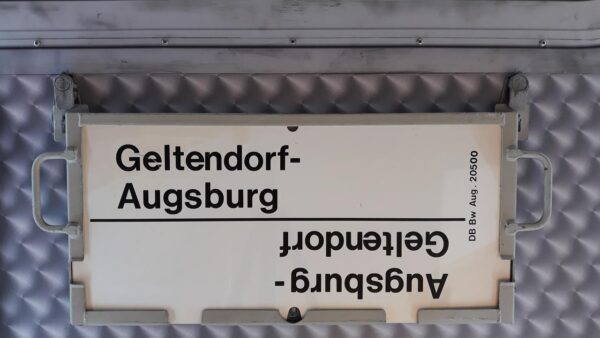 Geltendorf-
Augsburg
DB Bw Aug. 20500
Augsburg-
Geltendorf